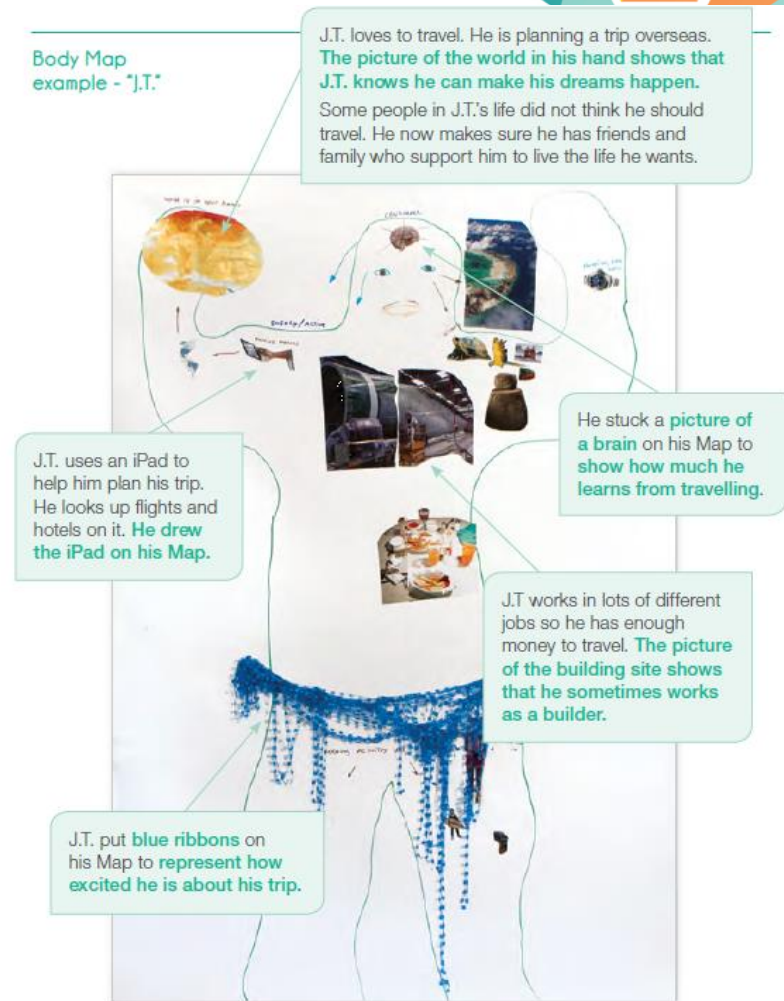 Body Map
example - "J.T."
J.T. loves to travel. He is planning a trip overseas.
The picture of the world in his hand shows that
J.T. knows he can make his dreams happen.
Some people in J.T.'s life did not think he should
travel. He now makes sure he has friends and
family who support him to live the life he wants.
ENERGY/ACTIVE
He stuck a picture of
a brain on his Map to
show how much he
learns from travelling.
J.T. uses an iPad to
help him plan his trip.
He looks up flights and
hotels on it. He drew
the iPad on his Map.
J.T works in lots of different
jobs so he has enough
money to travel. The picture
of the building site shows
that he sometimes works
as a builder.
J.T. put blue ribbons on
his Map to represent how
excited he is about his trip.